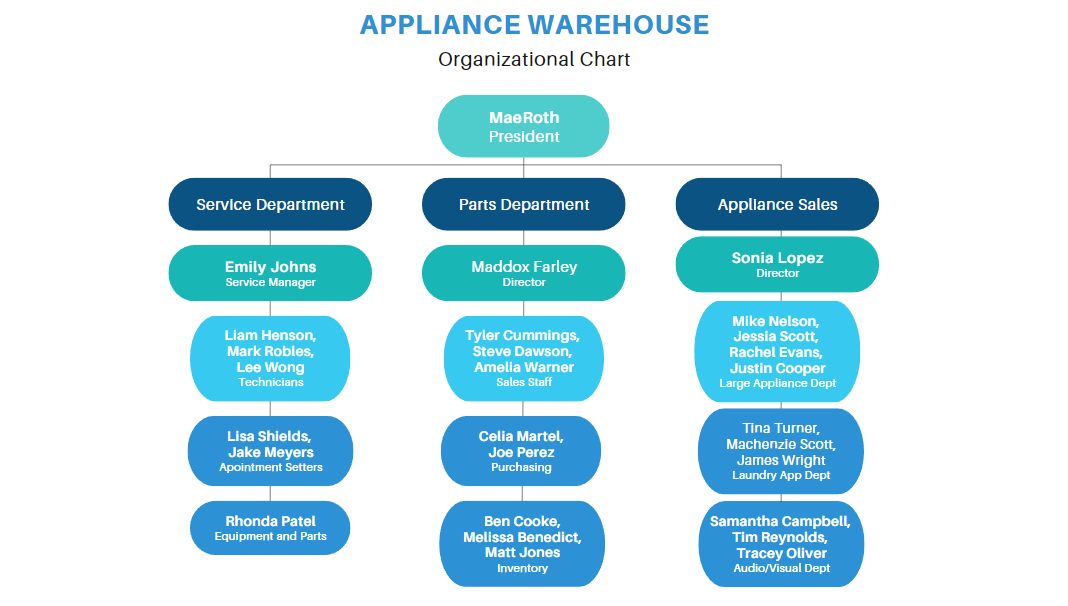 APPLIANCE WAREHOUSE
Organizational Chart
MaeRoth
President
Service Department
Emily Johns
Service Manager
Liam Henson,
Mark Robles,
Lee Wong
Technicians
Lisa Shields,
Jake Meyers
Apointment Setters
Rhonda Patel
Equipment and Parts
Parts Department
Maddox Farley
Director
Tyler Cummings,
Steve Dawson,
Amelia Warner
Sales Staff
Celia Martel,
Joe Perez
Purchasing
Ben Cooke,
Melissa Benedict,
Matt Jones
Inventory
Appliance Sales
Sonia Lopez
Director
Mike Nelson,
Jessia Scott,
Rachel Evans,
Justin Cooper
Large Appliance Dept
Tina Turner,
Machenzie Scott,
James Wright
Laundry App Dept
Samantha Campbell,
Tim Reynolds,
Tracey Oliver
Audio/Visual Dept